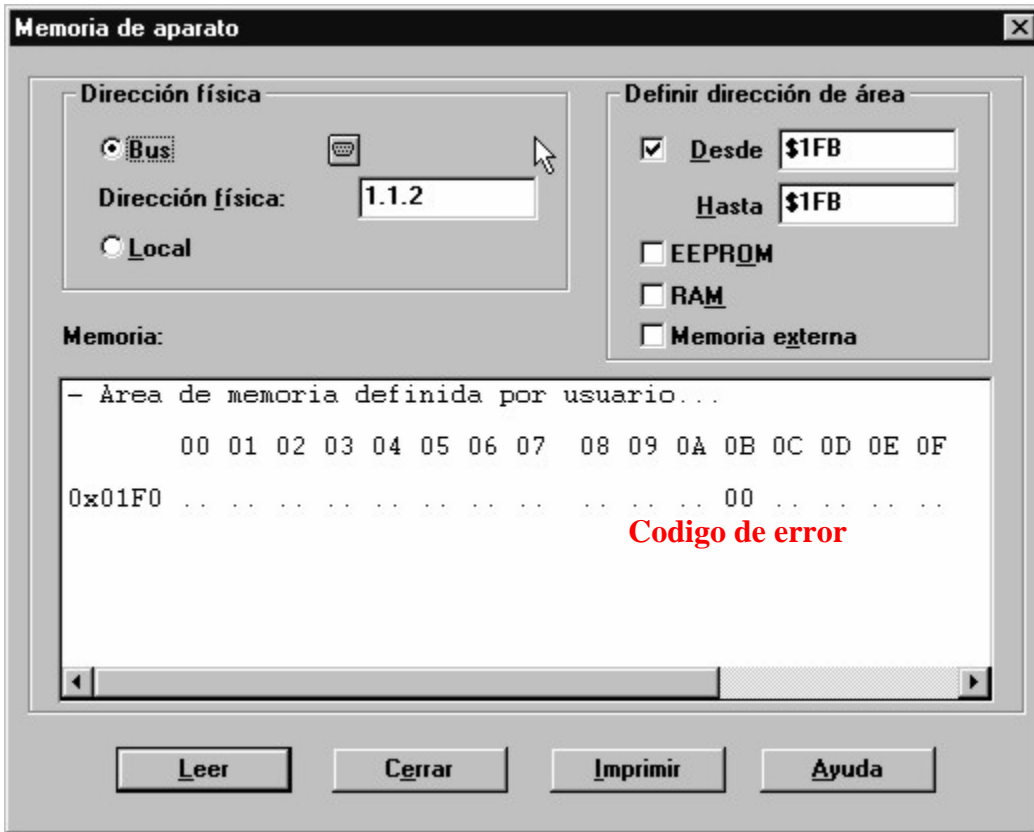 Memoria de aparato
Dirección física
Bus
Dirección física: 1.1.2
Local
Definir dirección de área
Desde $1FB
Hasta $1FB
EEPROM
RAM
Memoria externa
Memoria:
- Area de memoria definida por usuario...
00 01 02 03 04 05 06 07 08 09 0A 0B 0C 0D 0E 0F
0x01F0 .. .. .. .. .. .. .. .. .. .. .. 00 .. .. .. ..
Codigo de error
Leer Cerrar Imprimir Ayuda